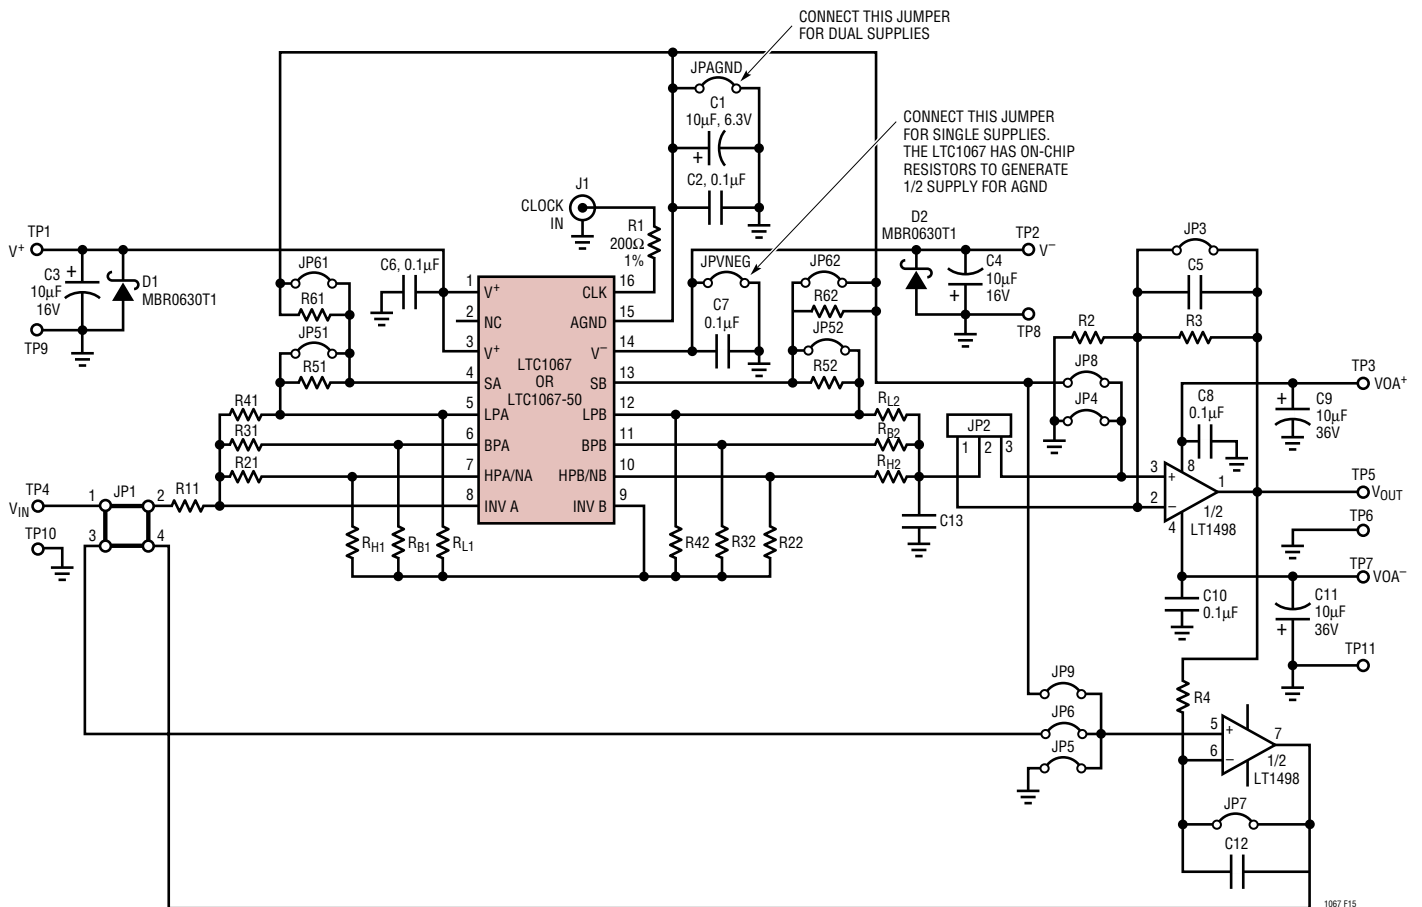 CONNECT THIS JUMPER
FOR DUAL SUPPLIES
JPAGND
C1
10µF, 6.3V
+
C2, 0.1µF
CONNECT THIS JUMPER
FOR SINGLE SUPPLIES.
THE LTC1067 HAS ON-CHIP
RESISTORS TO GENERATE
1/2 SUPPLY FOR AGND
J1
CLOCK
IN
R1
200Ω
1%
TP1
V+
C3
10µF
16V
+
D1
MBR0630T1
TP9
JP61
R61
JP51
R51
C6, 0.1µF
JPVNEG
C7
0.1µF
JP62
R62
JP52
R52
D2
MBR0630T1
C4
10µF
16V
+
TP2
V−
TP8
1 V+
2 NC
3 V+
4 SA
5 LPA
6 BPA
7 HPA/NA
8 INV A
LTC1067
OR
LTC1067-50
16 CLK
15 AGND
14 V−
13 SB
12 LPB
11 BPB
10 HPB/NB
9 INV B
R41
R31
R21
R11
TP4
VIN
TP10
JP1
1 2
3 4
RH1
RB1
RL1
R42
R32
R22
RL2
RB2
RH2
C13
JP2
1 2 3
JP3
C5
R2
R3
JP8
JP4
C8
0.1µF
TP3
VOA+
+
C9
10µF
36V
3 +
2 −
8
1
4
1/2
LT1498
TP5
VOUT
TP6
TP7
VOA−
C10
0.1µF
C11
10µF
36V
+
TP11
JP9
JP6
JP5
R4
5 +
6 −
7
1/2
LT1498
JP7
C12
1067 F15